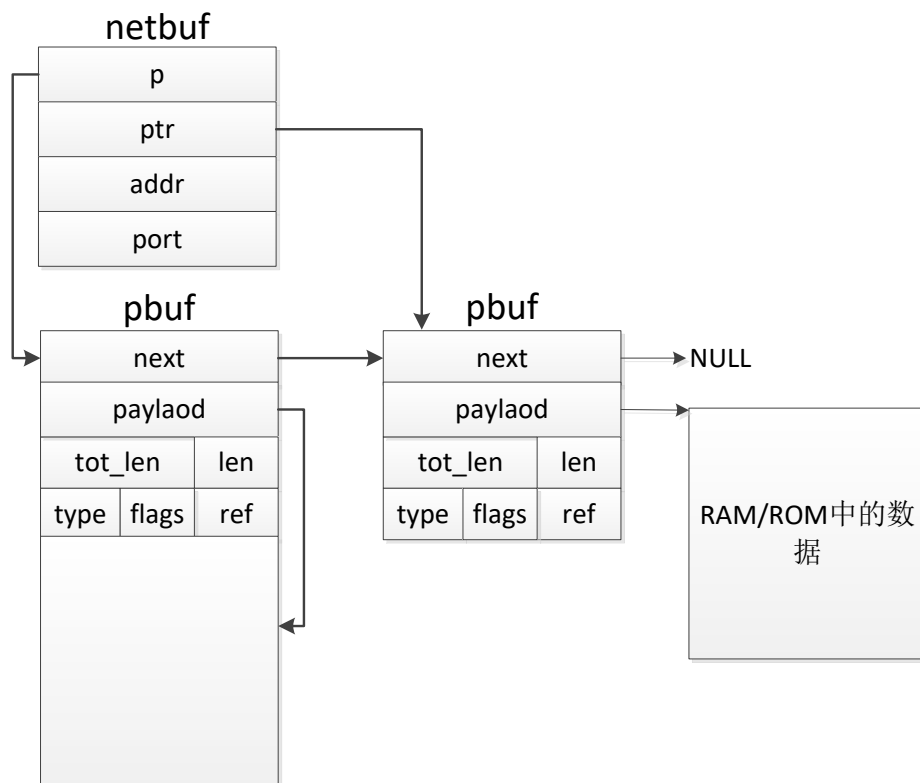 netbuf
p
ptr
addr
port
pbuf
next
paylaod
tot_len len
type flags ref
pbuf
next
paylaod
tot_len len
type flags ref
NULL
RAM/ROM中的数
据